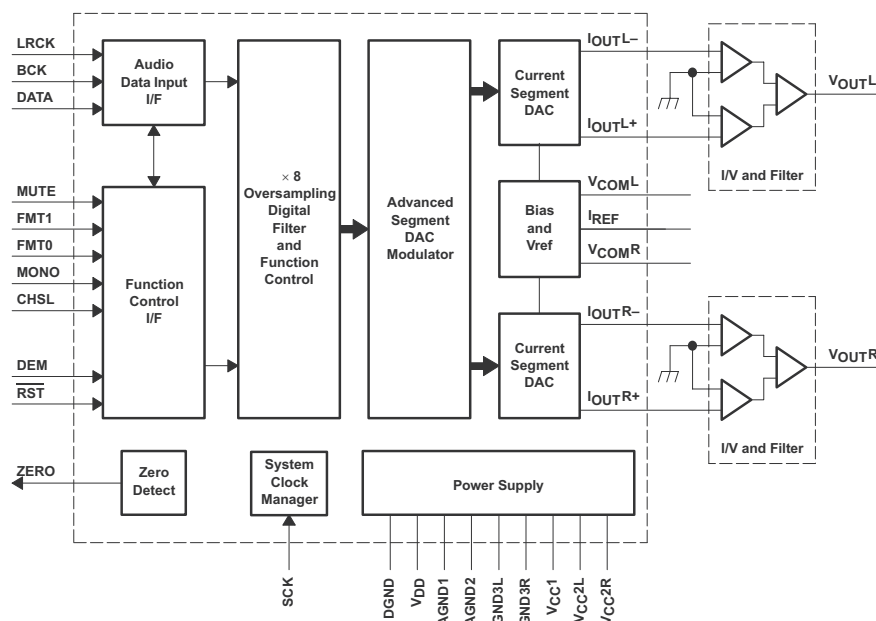 LRCK
BCK
DATA
Audio
Data Input
I/F
MUTE
FMT1
FMT0
MONO
CHSL
DEM
RST
Function
Control
I/F
× 8
Oversampling
Digital
Filter
and
Function
Control
Advanced
Segment
DAC
Modulator
Current
Segment
DAC
IOUTL–
IOUTL+
Bias
and
Vref
VCOML
IREF
VCOMR
Current
Segment
DAC
IOUTR–
IOUTR+
VOUTL
I/V and Filter
VOUTR
I/V and Filter
ZERO
Zero
Detect
System
Clock
Manager
Power Supply
SCK
DGND
VDD
AGND1
AGND2
GND3L
GND3R
VCC1
VCC2L
VCC2R